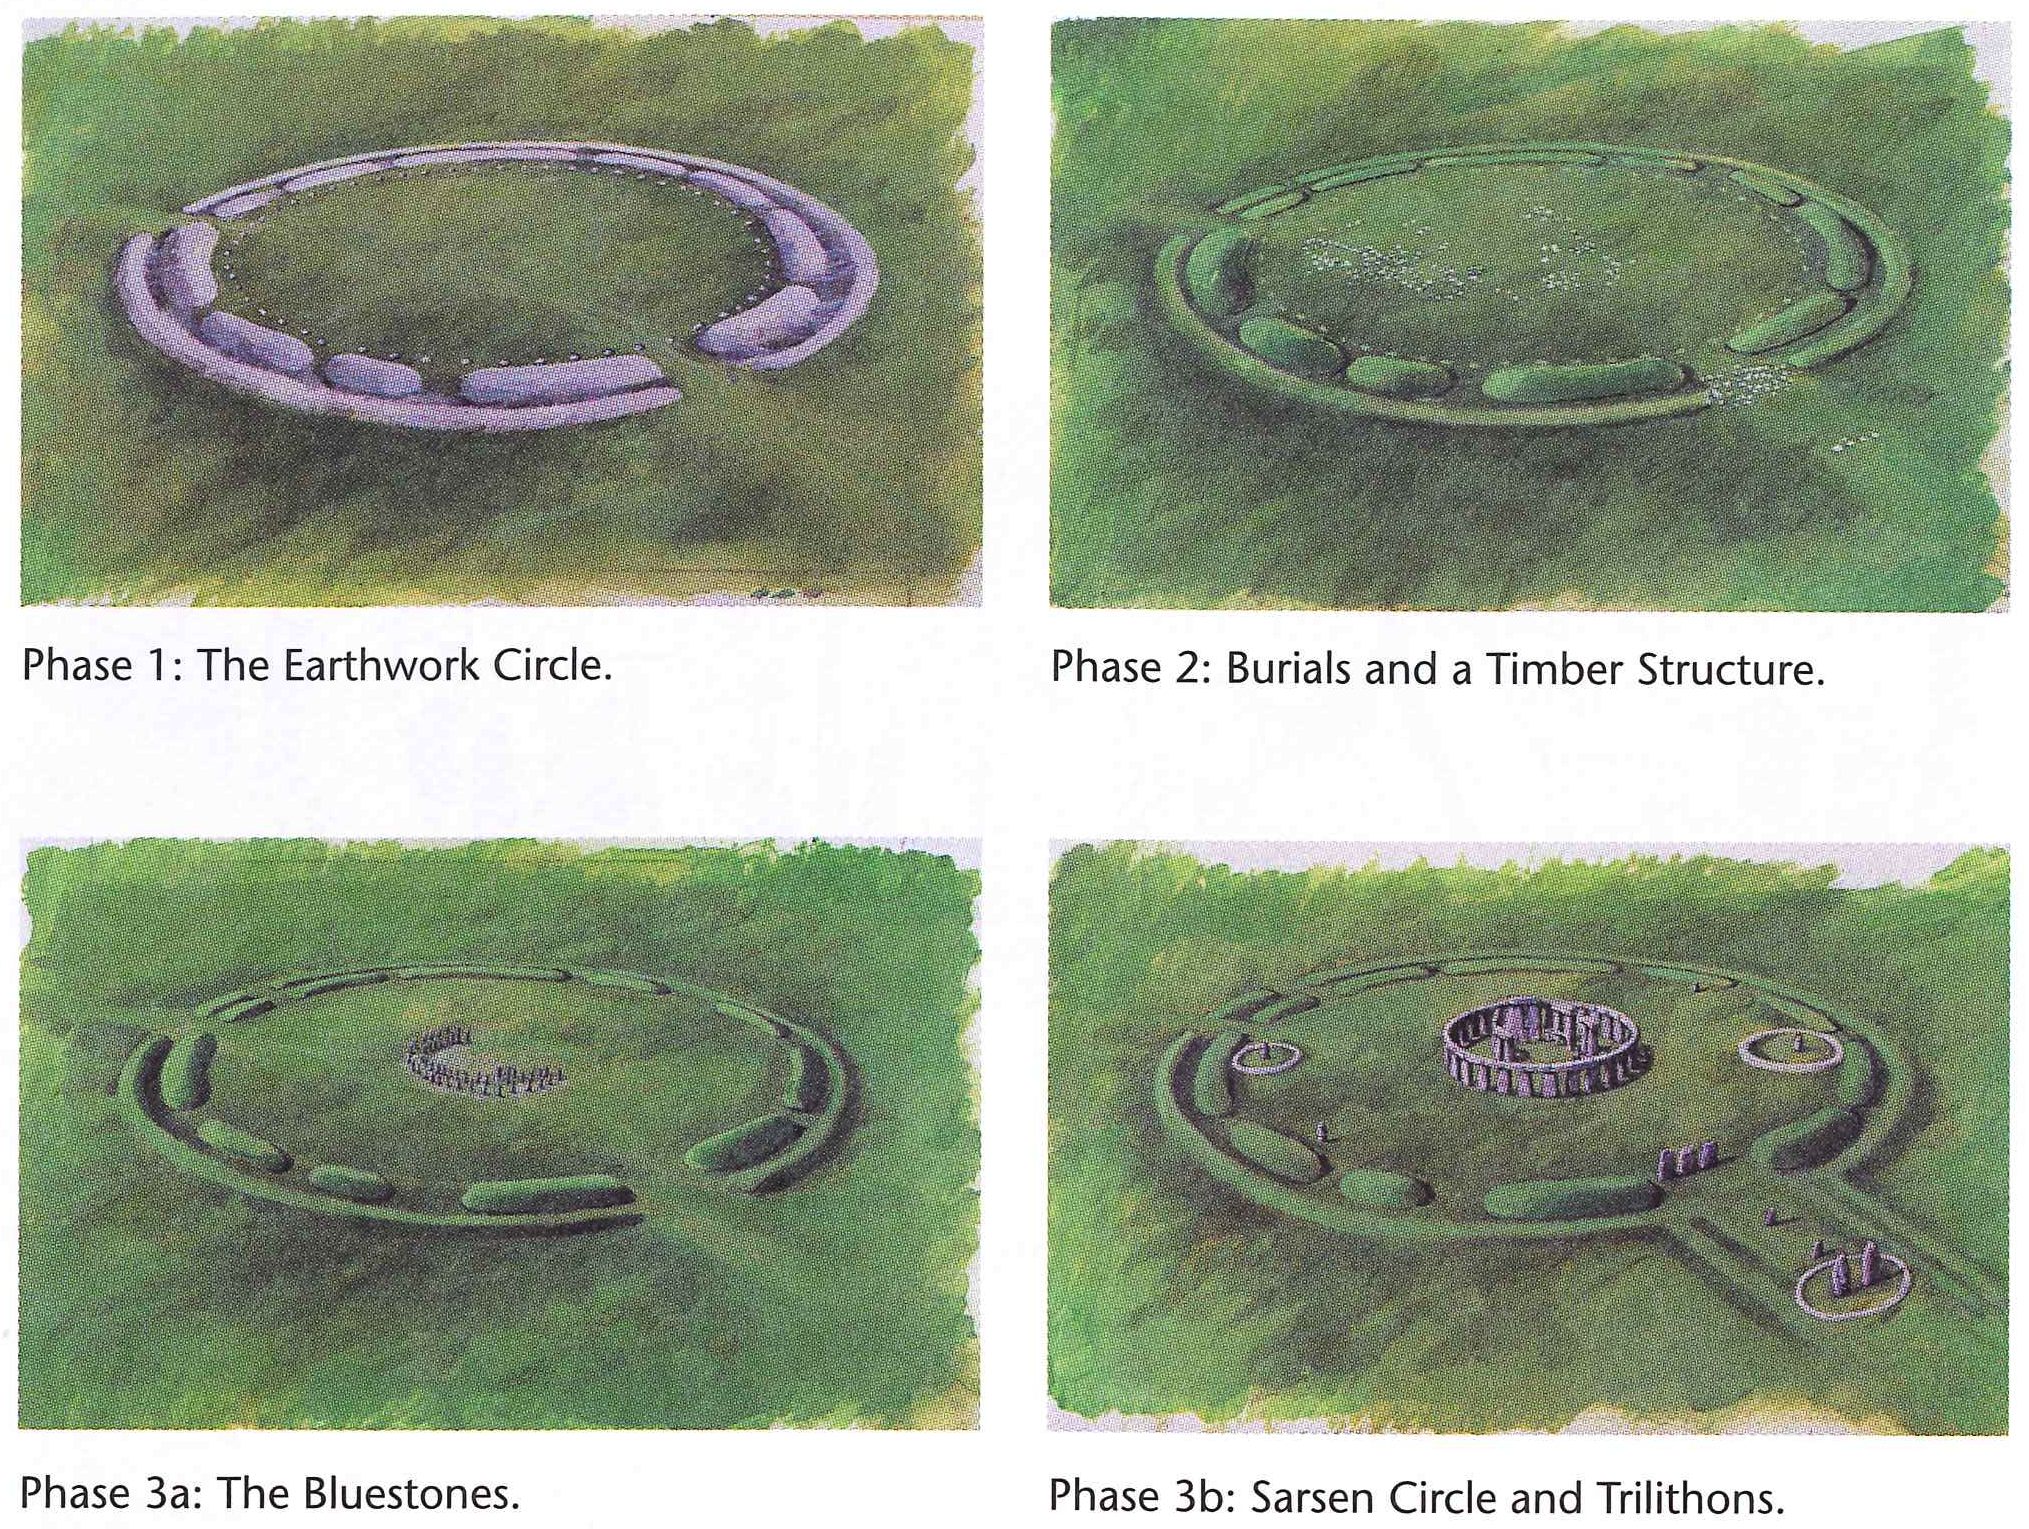 Phase 1: The Earthwork Circle.
Phase 2: Burials and a Timber Structure.
Phase 3a: The Bluestones.
Phase 3b: Sarsen Circle and Trilithons.